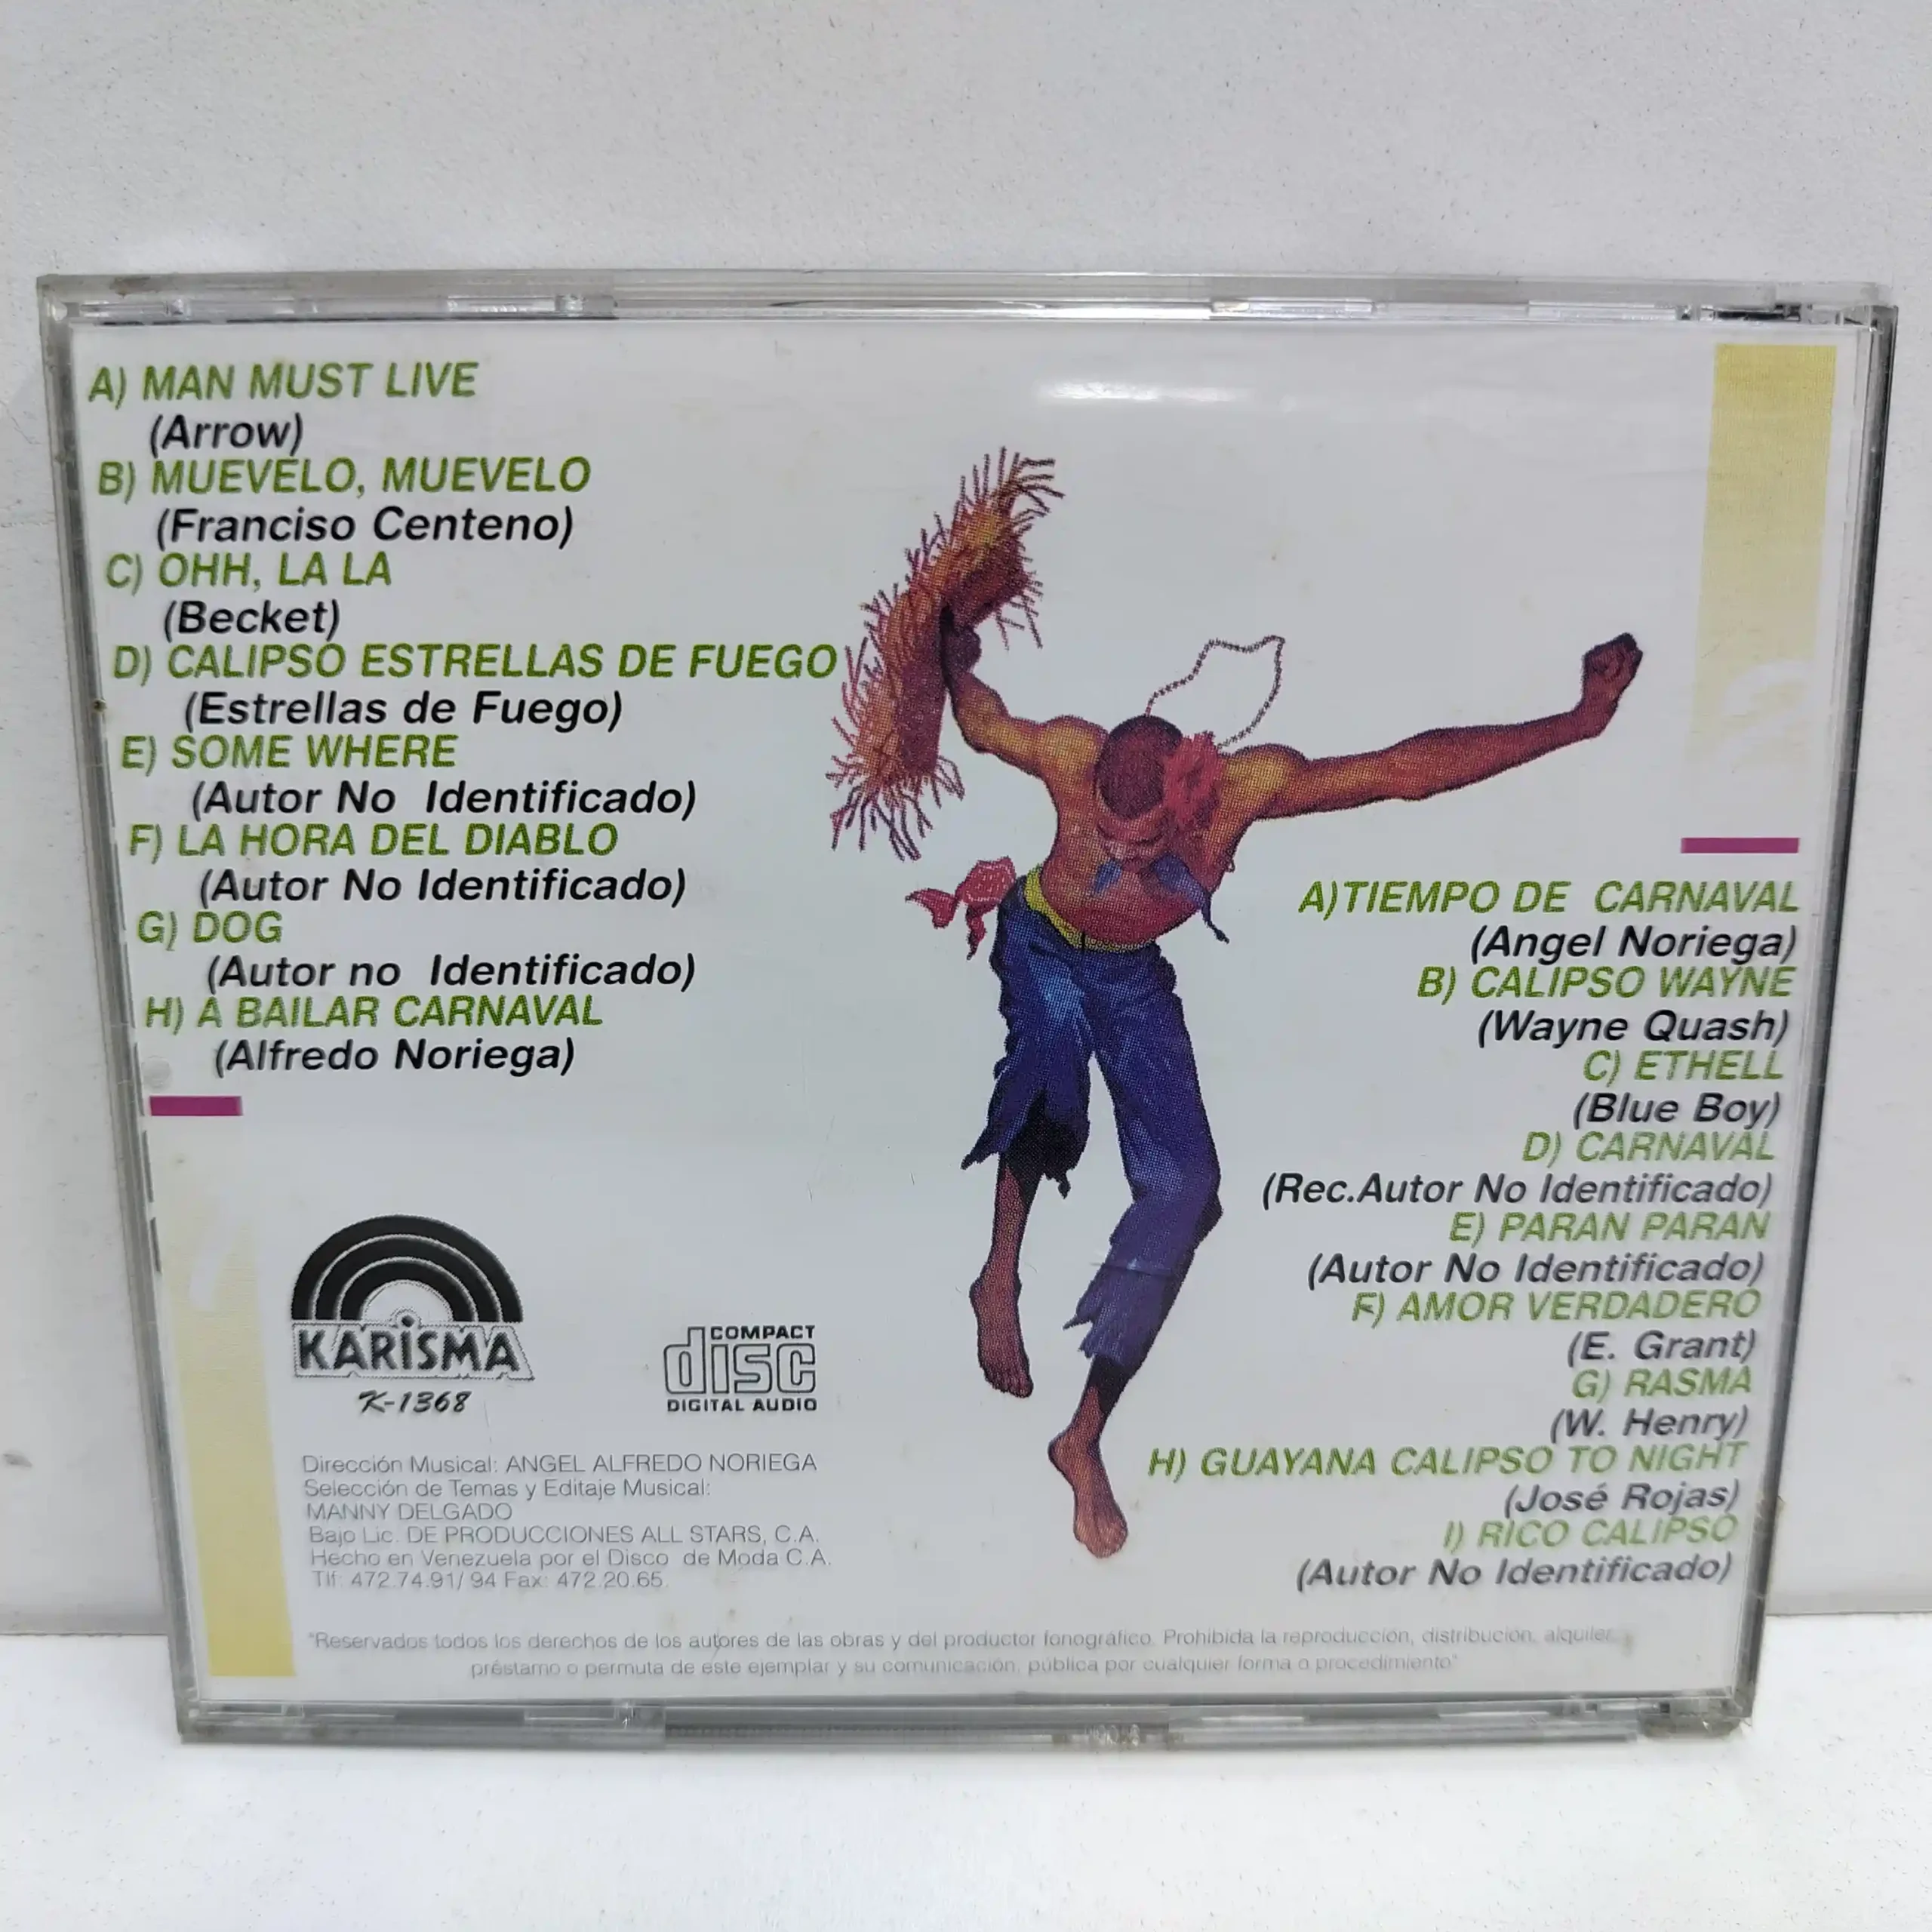 A) MAN MUST LIVE
(Arrow)
B) MUEVELO, MUEVELO
(Franciso Centeno)
C) OHH, LA LA
(Becket)
D) CALIPSO ESTRELLAS DE FUEGO
(Estrellas de Fuego)
E) SOME WHERE
(Autor No Identificado)
F) LA HORA DEL DIABLO
(Autor No Identificado)
G) DOG
(Autor no Identificado)
H) A BAILAR CARNAVAL
(Alfredo Noriega)
A)TIEMPO DE CARNAVAL
(Angel Noriega)
B) CALIPSO WAYNE
(Wayne Quash)
C) ETHELL
(Blue Boy)
D) CARNAVAL
(Rec.Autor No Identificado)
E) PARAN PARAN
(Autor No Identificado)
F) AMOR VERDADERO
(E. Grant)
G) RASMA
(W. Henry)
H) GUAYANA CALIPSO TO NIGHT
(José Rojas)
I) RICO CALIPSO
(Autor No Identificado)
KARiSMA
K-1368
COMPACT
disc
DIGITAL AUDIO
Dirección Musical: ANGEL ALFREDO NORIEGA
Selección de Temas y Editaje Musical:
MANNY DELGADO
Bajo Lic. DE PRODUCCIONES ALL STARS, C.A.
Hecho en Venezuela por el Disco de Moda C.A.
Tlf: 472.74.91/ 94 Fax: 472.20.65.
"Reservados todos los derechos de los autores de las obras y del productor fonográfico. Prohibida la reproducción, distribución, alquiler,
préstamo o permuta de este ejemplar y su comunicación, pública por cualquier forma o procedimiento"